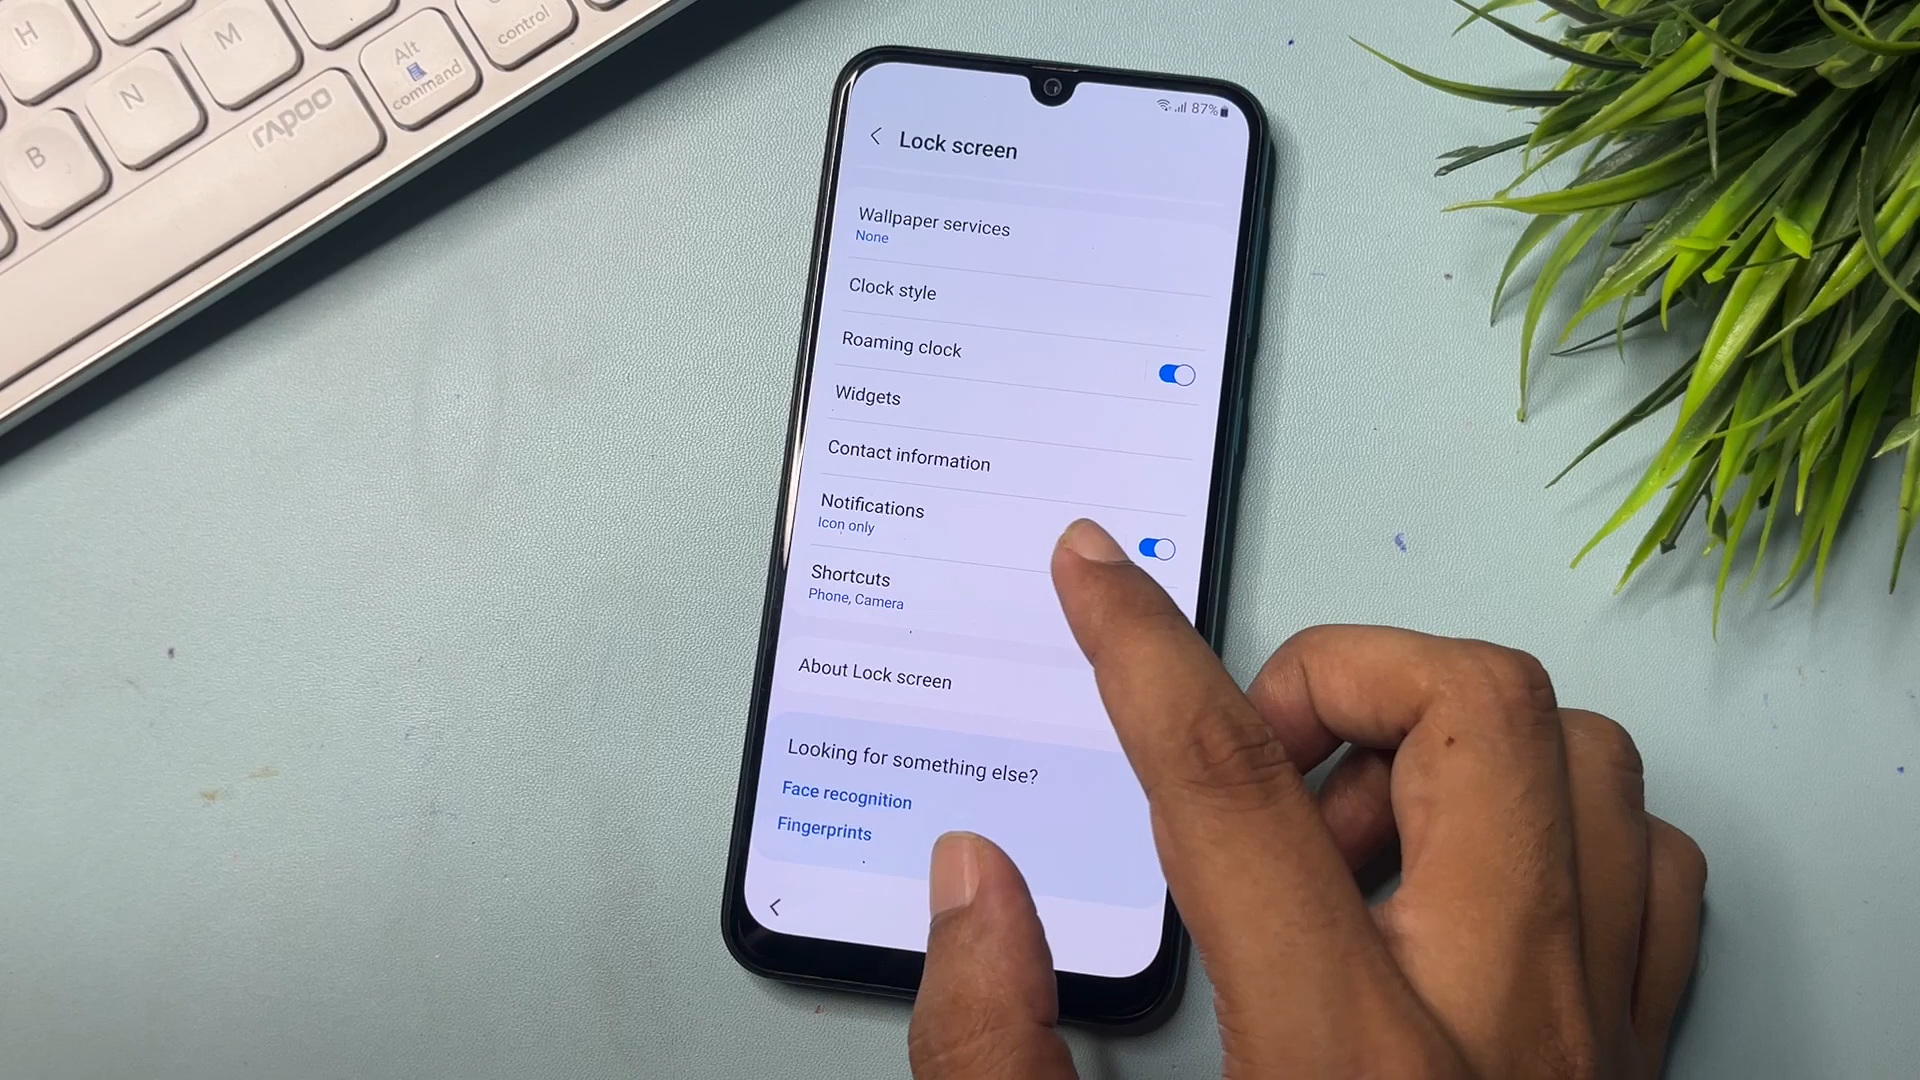 H
M
Alt
command
control
N
B
rapoo
87%
Lock screen
Wallpaper services
None
Clock style
Roaming clock
Widgets
Contact information
Notifications
Icon only
Shortcuts
Phone, Camera
About Lock screen
Looking for something else?
Face recognition
Fingerprints